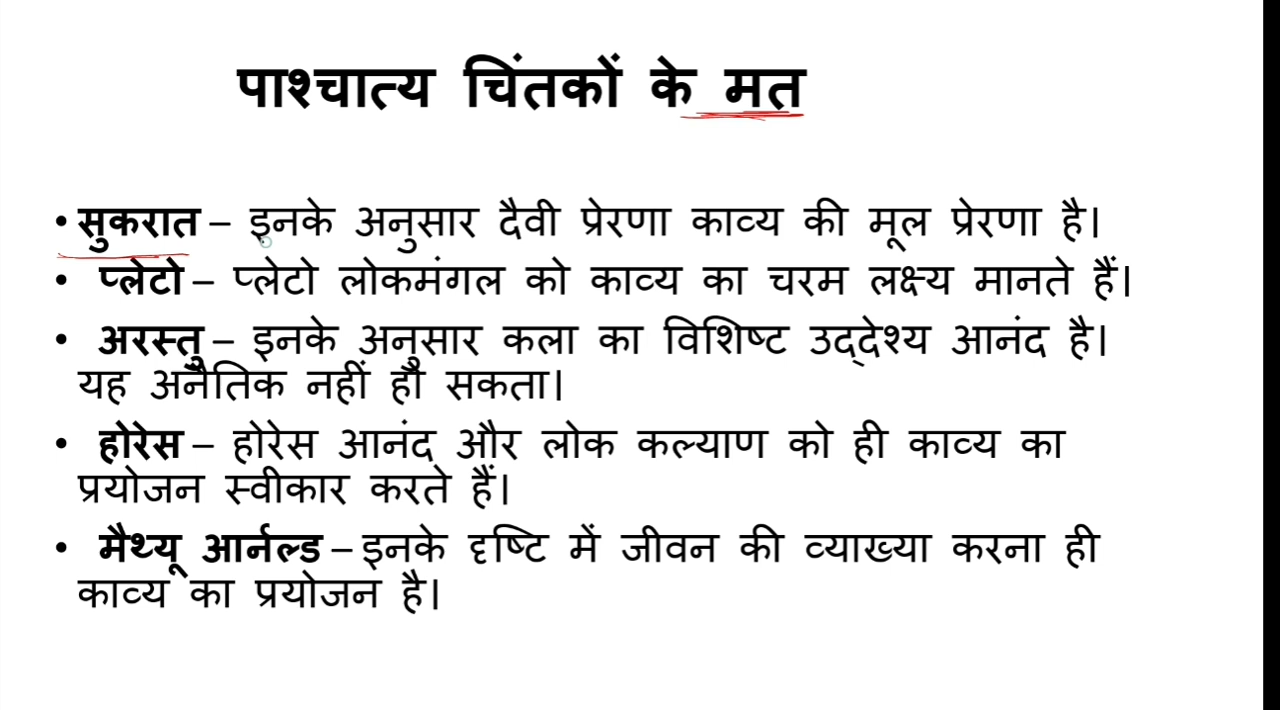 पाश्चात्य चिंतकों के मत
• सुकरात – इनके अनुसार दैवी प्रेरणा काव्य की मूल प्रेरणा है।
• प्लेटो – प्लेटो लोकमंगल को काव्य का चरम लक्ष्य मानते हैं।
• अरस्तु – इनके अनुसार कला का विशिष्ट उद्देश्य आनंद है।
यह अनैतिक नहीं हो सकता।
• होरेस – होरेस आनंद और लोक कल्याण को ही काव्य का
प्रयोजन स्वीकार करते हैं।
• मैथ्यू आर्नल्ड – इनके दृष्टि में जीवन की व्याख्या करना ही
काव्य का प्रयोजन है।